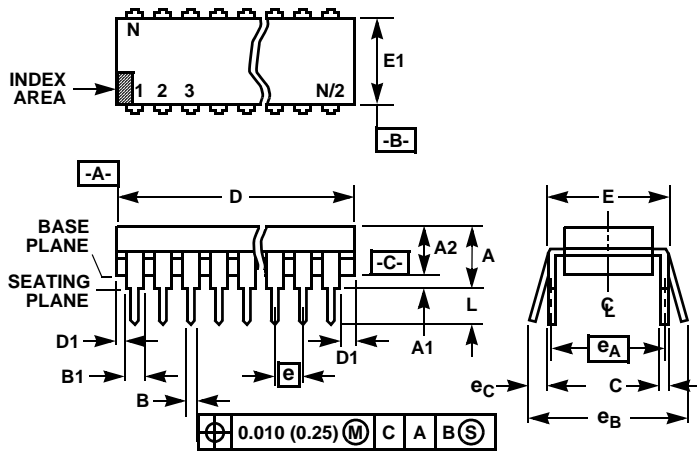 N
INDEX
AREA
1 2 3 N/2
E1
-B-
-A-
D
E
BASE
PLANE
SEATING
PLANE
A2
A
-C-
L
D1
B1
B
e
D1
A1
C
L
eA
eC
C
eB
0.010 (0.25) M C A B S